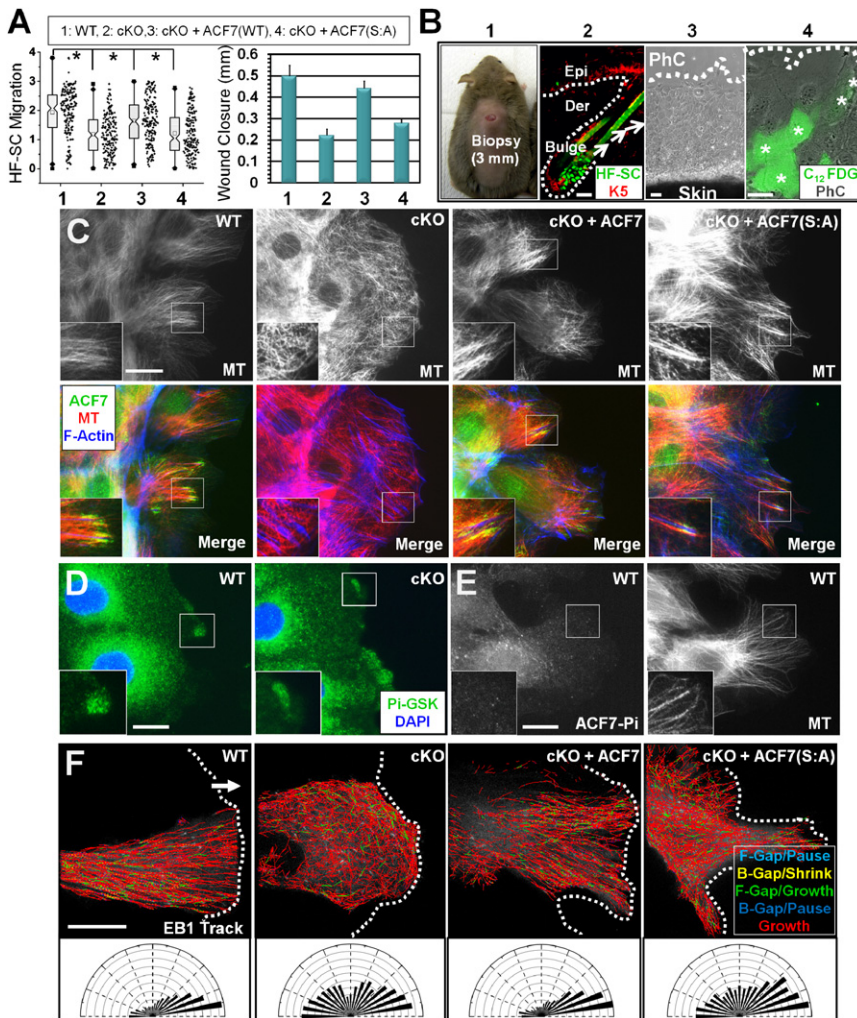 A
1: WT, 2: cKO,3: cKO + ACF7(WT), 4: cKO + ACF7(S:A)
HF-SC Migration
4
3
2
1
0
* * *
1 2 3 4
Wound Closure (mm)
0.6
0.5
0.4
0.3
0.2
0.1
0
1 2 3 4
B
1 2 3 4
Biopsy
(3 mm)
Epi
Der
Bulge
HF-SC
K5
PhC
Skin
* * * * *
C₁₂FDG
PhC
C
WT
MT
cKO
MT
cKO + ACF7
MT
cKO + ACF7(S:A)
MT
ACF7
MT
F-Actin
Merge
Merge
Merge
Merge
D
WT
cKO
Pi-GSK
DAPI
E
WT
ACF7-Pi
WT
MT
F
WT
EB1 Track
cKO
cKO + ACF7
cKO + ACF7(S:A)
F-Gap/Pause
B-Gap/Shrink
F-Gap/Growth
B-Gap/Pause
Growth